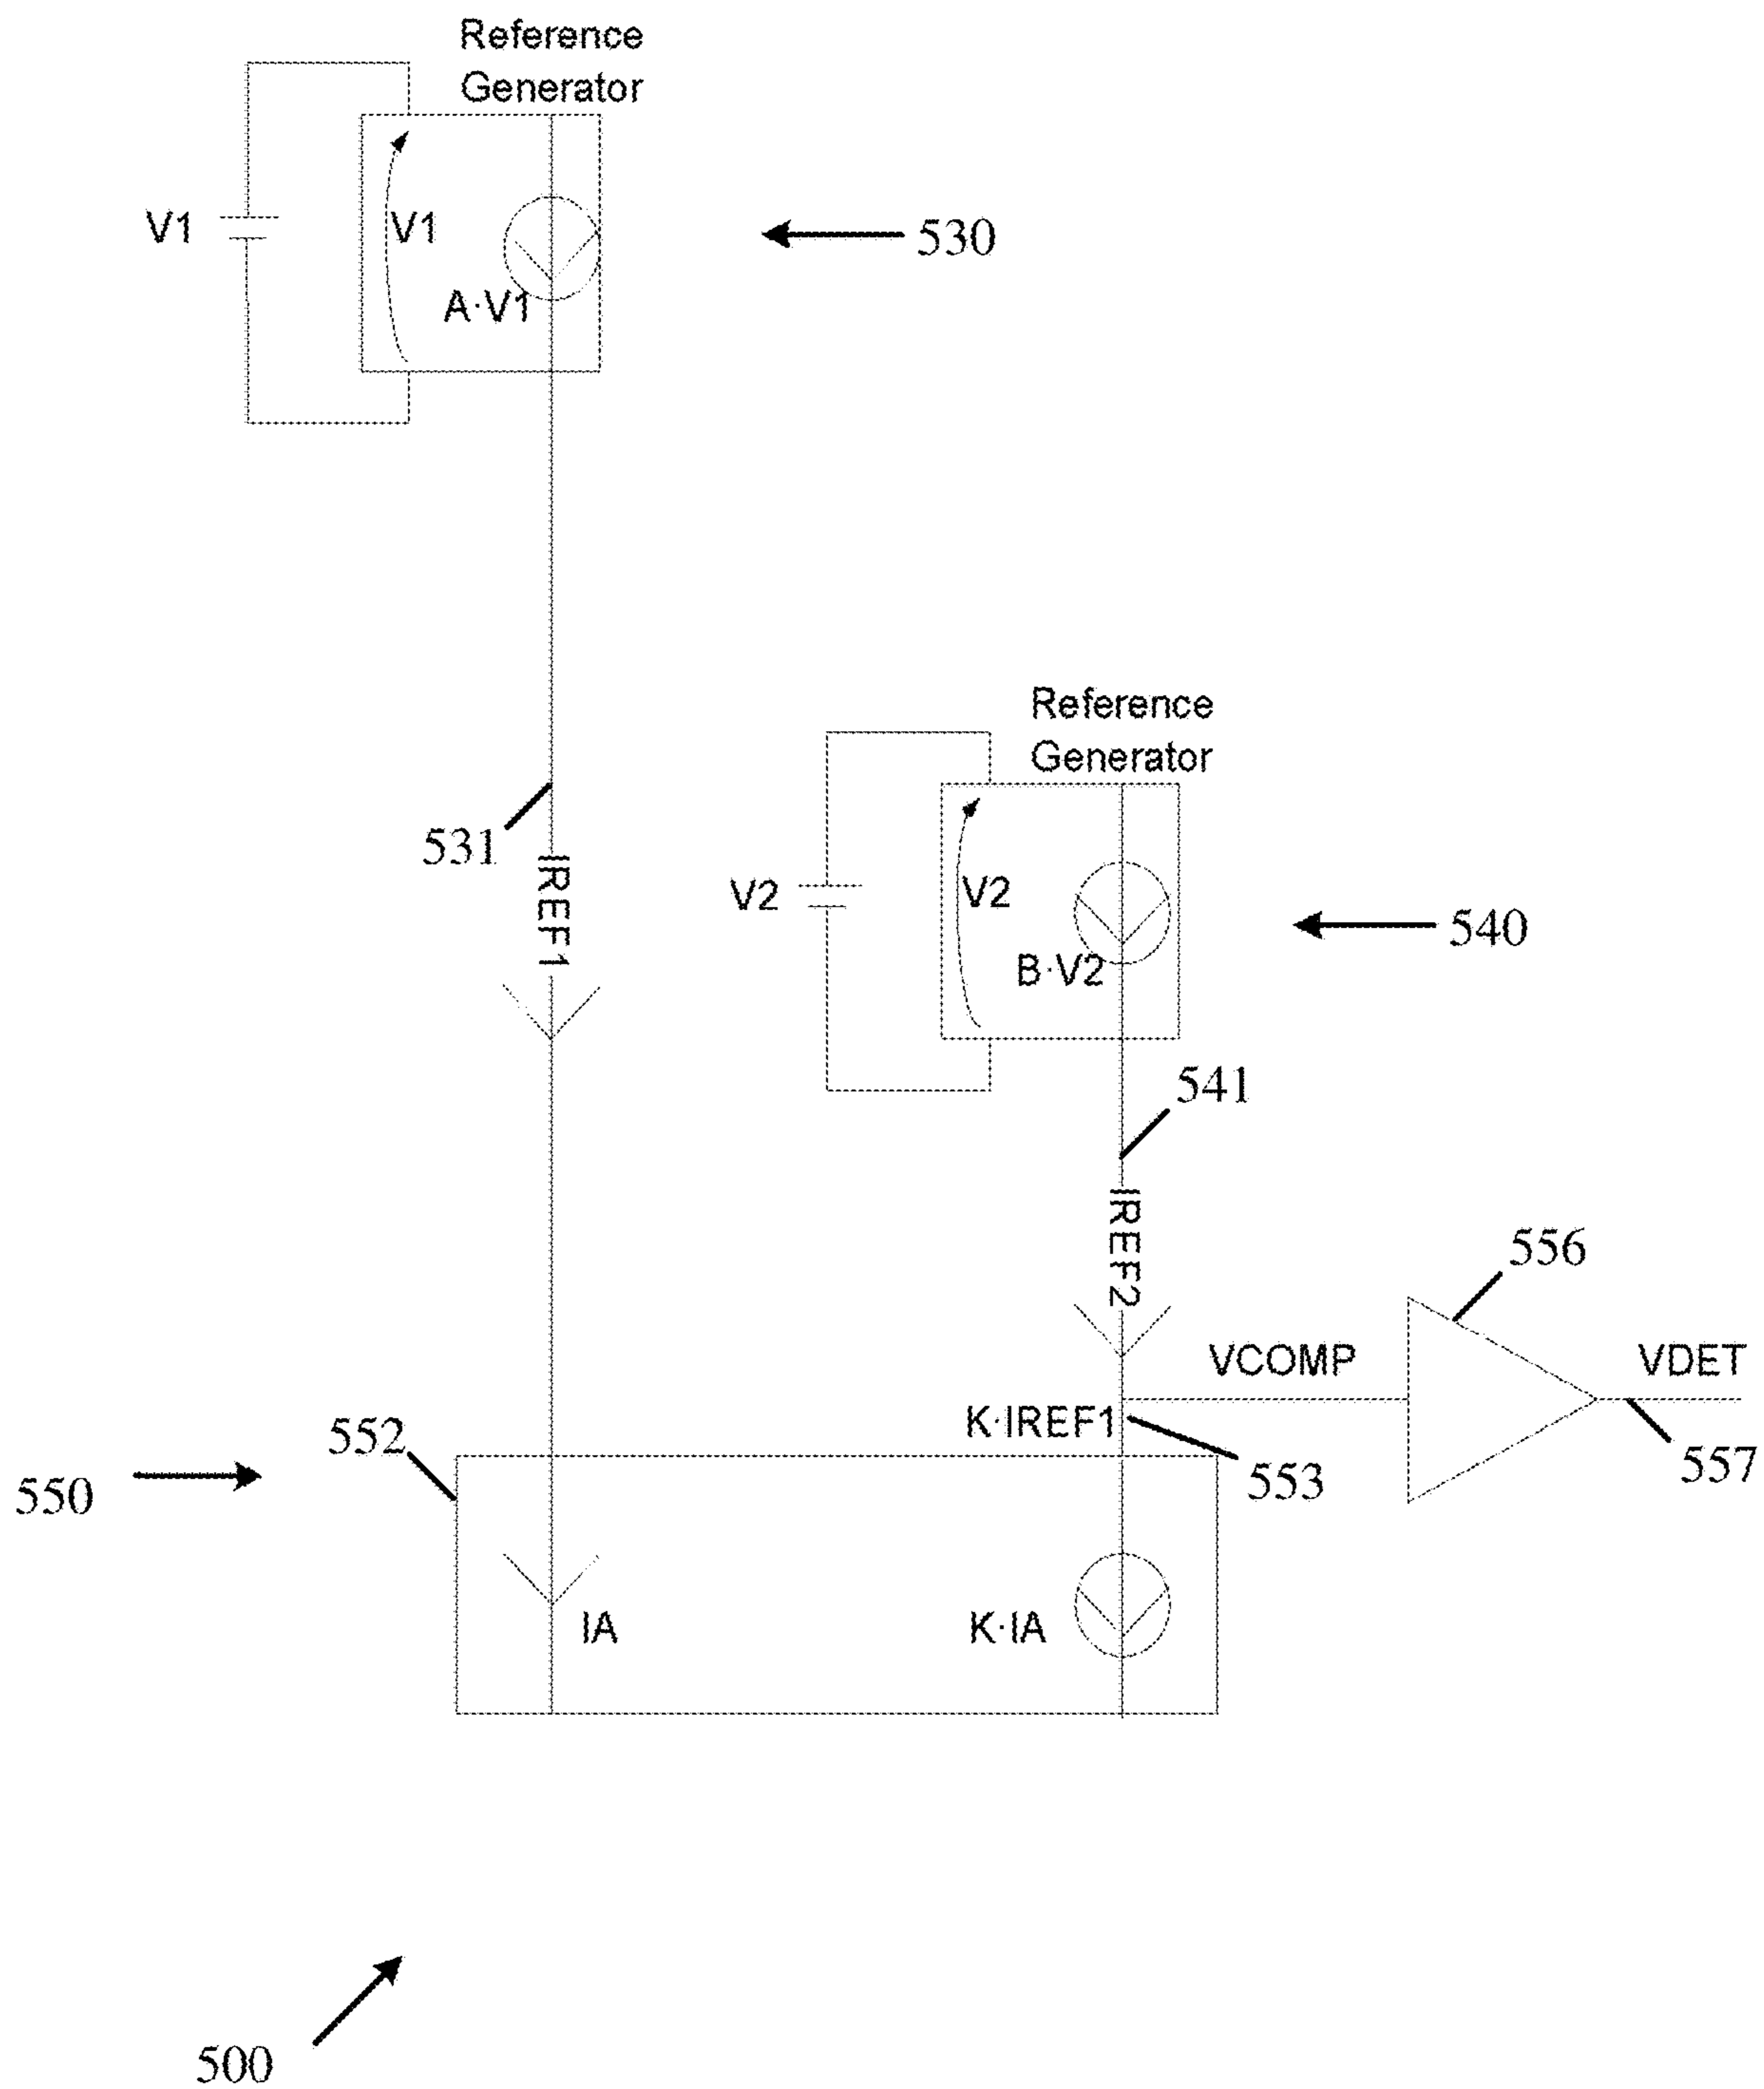 Reference
Generator
V1
V1
A·V1
530
531
IREF1
Reference
Generator
V2
V2
B·V2
540
541
IREF2
556
VCOMP
VDET
K·IREF1
552
553
557
550
IA
K·IA
500